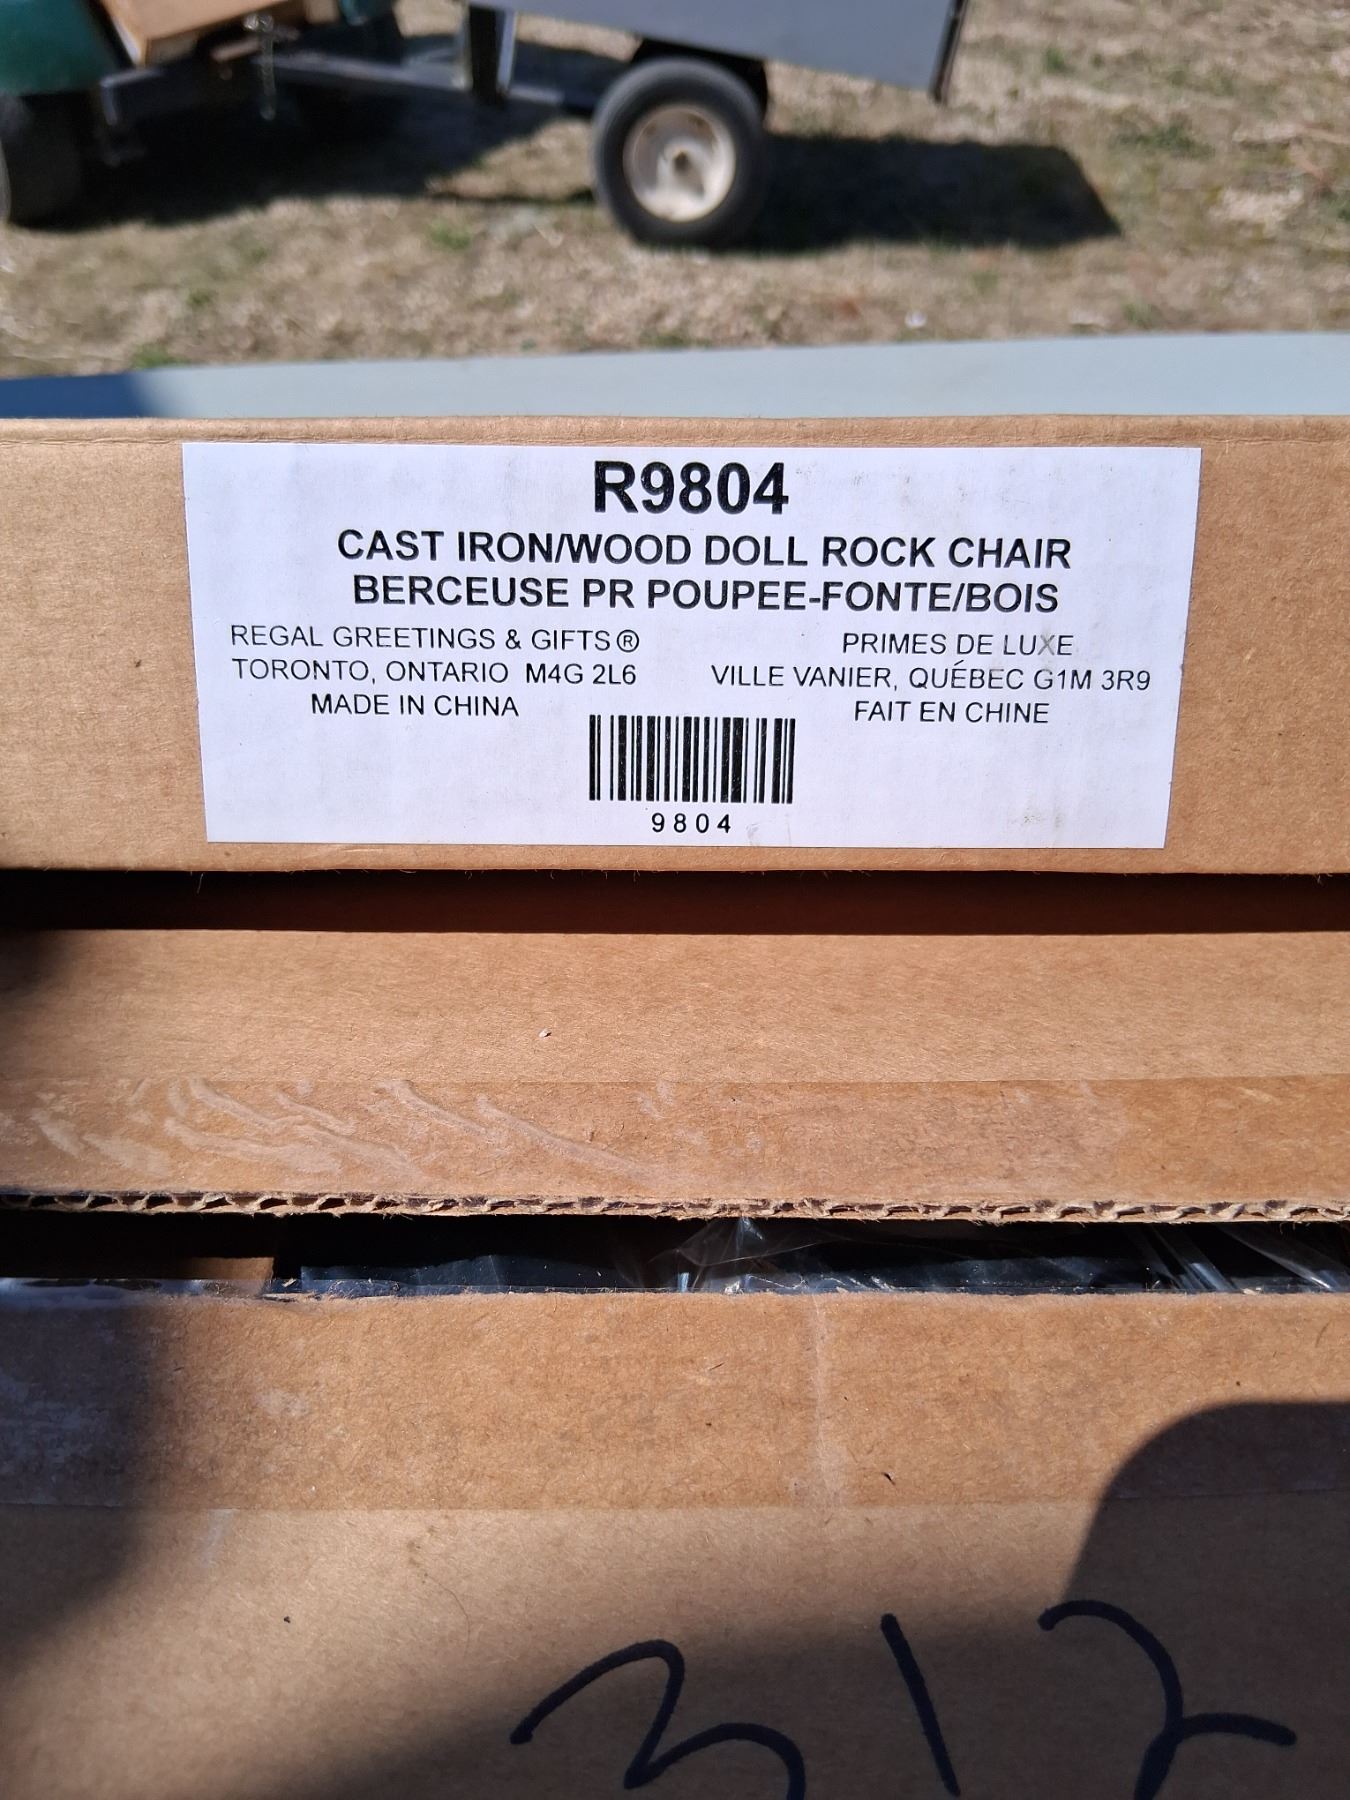 R9804
CAST IRON/WOOD DOLL ROCK CHAIR
BERCEUSE PR POUPEE-FONTE/BOIS
REGAL GREETINGS & GIFTS®
TORONTO, ONTARIO M4G 2L6
MADE IN CHINA
PRIMES DE LUXE
VILLE VANIER, QUÉBEC G1M 3R9
FAIT EN CHINE
9804
312